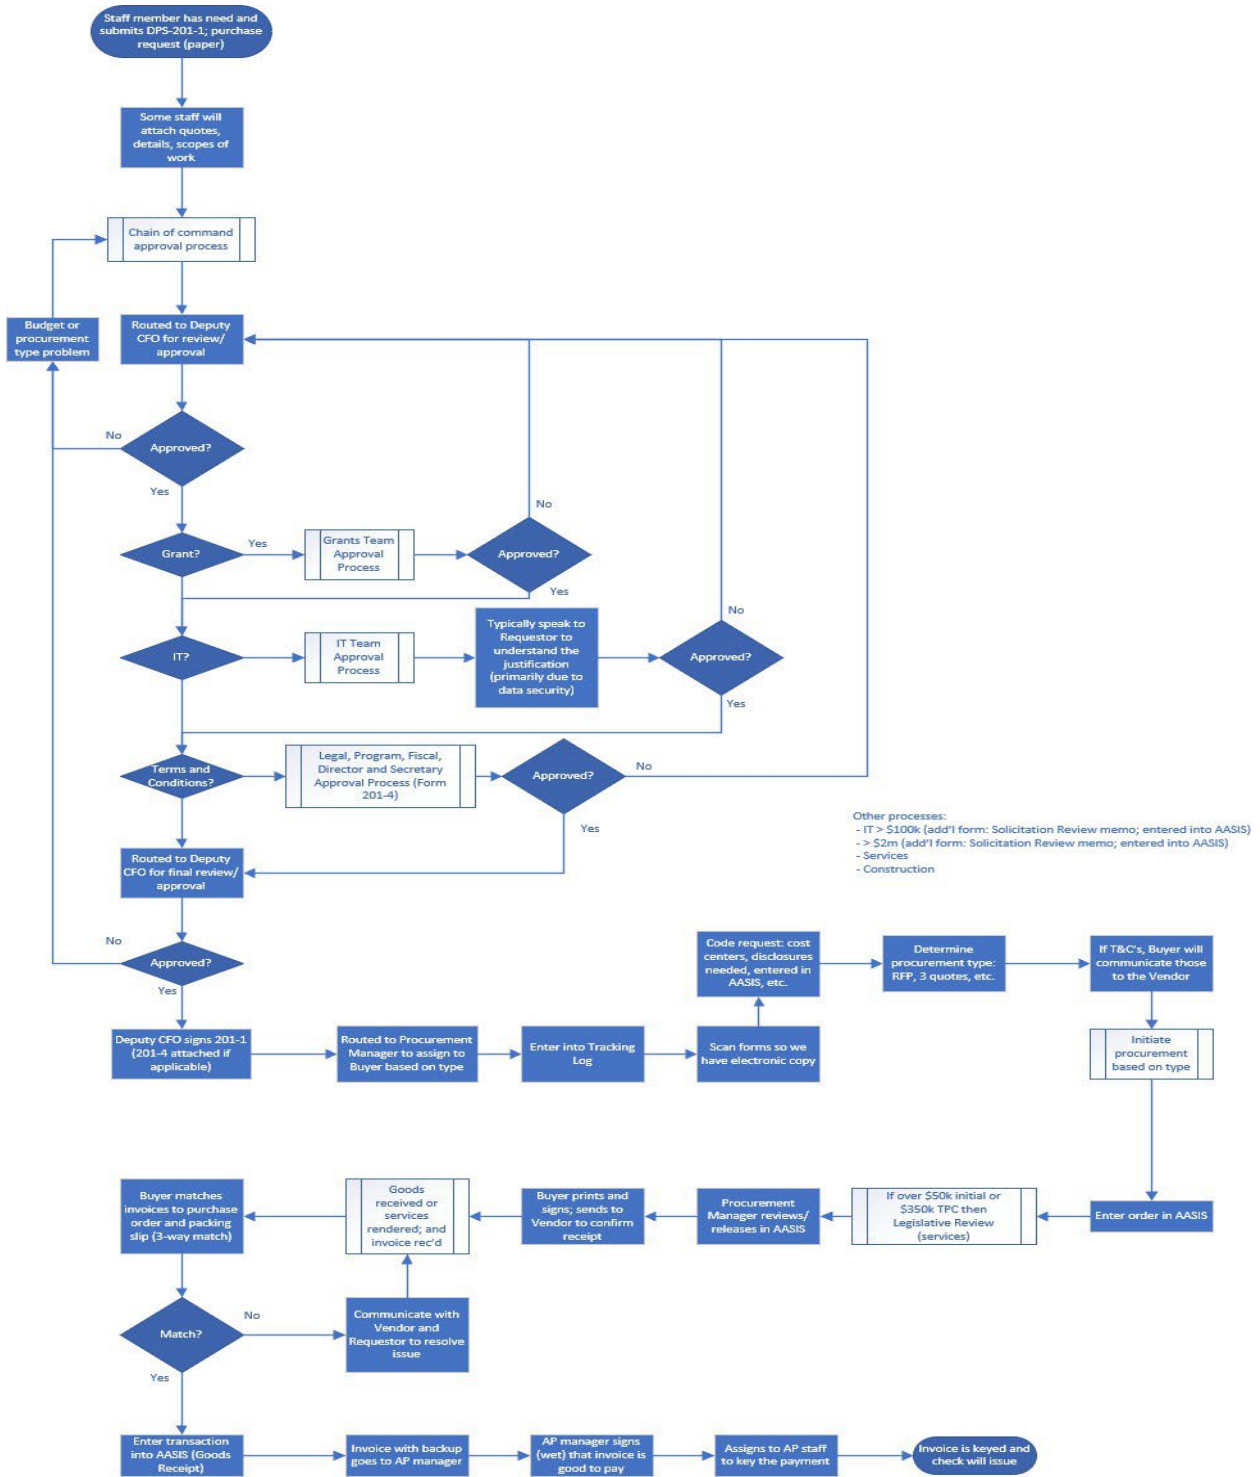 Staff member has need and
submits DPS-201-1; purchase
request (paper)
Some staff will
attach quotes,
details, scopes of
work
Chain of command
approval process
Budget or
procurement
type problem
Routed to Deputy
CFO for review/
approval
No
Approved?
Yes
No
Grant?
Yes
Grants Team
Approval
Process
Approved?
Yes
No
IT?
IT Team
Approval
Process
Typically speak to
Requestor to
understand the
justification
(primarily due to
data security)
Approved?
Yes
Terms and
Conditions?
Legal, Program, Fiscal,
Director and Secretary
Approval Process (Form
201-4)
Approved?
No
Yes
Other processes:
- IT > $100k (add'l form: Solicitation Review memo; entered into AASIS)
- > $2m (add'l form: Solicitation Review memo; entered into AASIS)
- Services
- Construction
Routed to Deputy
CFO for final review/
approval
No
Approved?
Yes
Deputy CFO signs 201-1
(201-4 attached if
applicable)
Routed to Procurement
Manager to assign to
Buyer based on type
Enter into Tracking
Log
Scan forms so we
have electronic copy
Code request: cost
centers, disclosures
needed, entered in
AASIS, etc.
Determine
procurement type:
RFP, 3 quotes, etc.
If T&C's, Buyer will
communicate those
to the Vendor
Initiate
procurement
based on type
Enter order in AASIS
If over $50k initial or
$350k TPC then
Legislative Review
(services)
Procurement
Manager reviews/
releases in AASIS
Buyer prints and
signs; sends to
Vendor to confirm
receipt
Goods
received or
services
rendered; and
invoice rec'd
Buyer matches
invoices to purchase
order and packing
slip (3-way match)
Match?
No
Communicate with
Vendor and
Requestor to resolve
issue
Yes
Enter transaction
into AASIS (Goods
Receipt)
Invoice with backup
goes to AP manager
AP manager signs
(wet) that invoice is
good to pay
Assigns to AP staff
to key the payment
Invoice is keyed and
check will issue